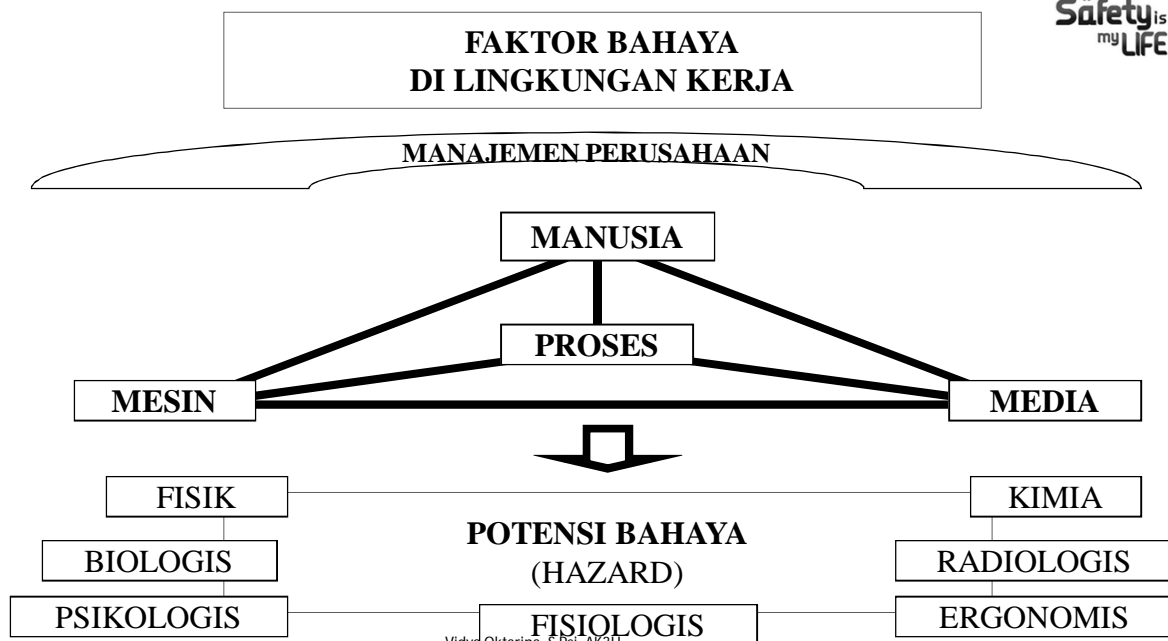 Safety is
my LIFE
FAKTOR BAHAYA
DI LINGKUNGAN KERJA
MANAJEMEN PERUSAHAAN
MANUSIA
PROSES
MESIN
MEDIA
FISIK
KIMIA
POTENSI BAHAYA
(HAZARD)
BIOLOGIS
RADIOLOGIS
PSIKOLOGIS
FISIOLOGIS
ERGONOMIS